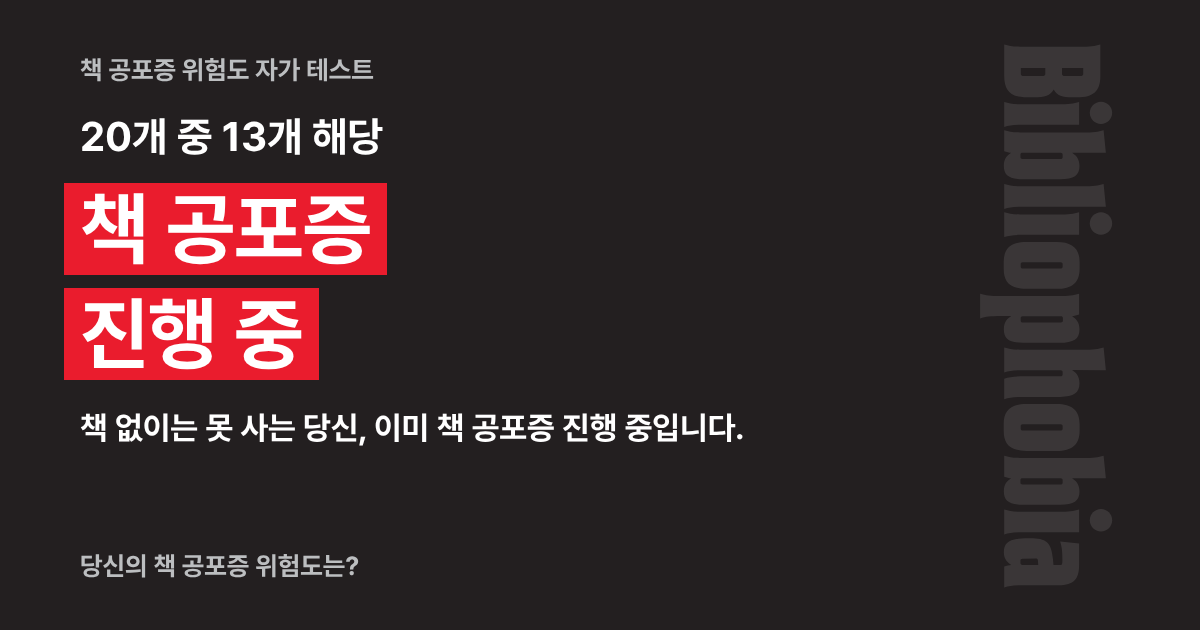 책 공포증 위험도 자가 테스트
20개 중 13개 해당
책 공포증
진행 중
책 없이는 못 사는 당신, 이미 책 공포증 진행 중입니다.
당신의 책 공포증 위험도는?
Bibliophobia